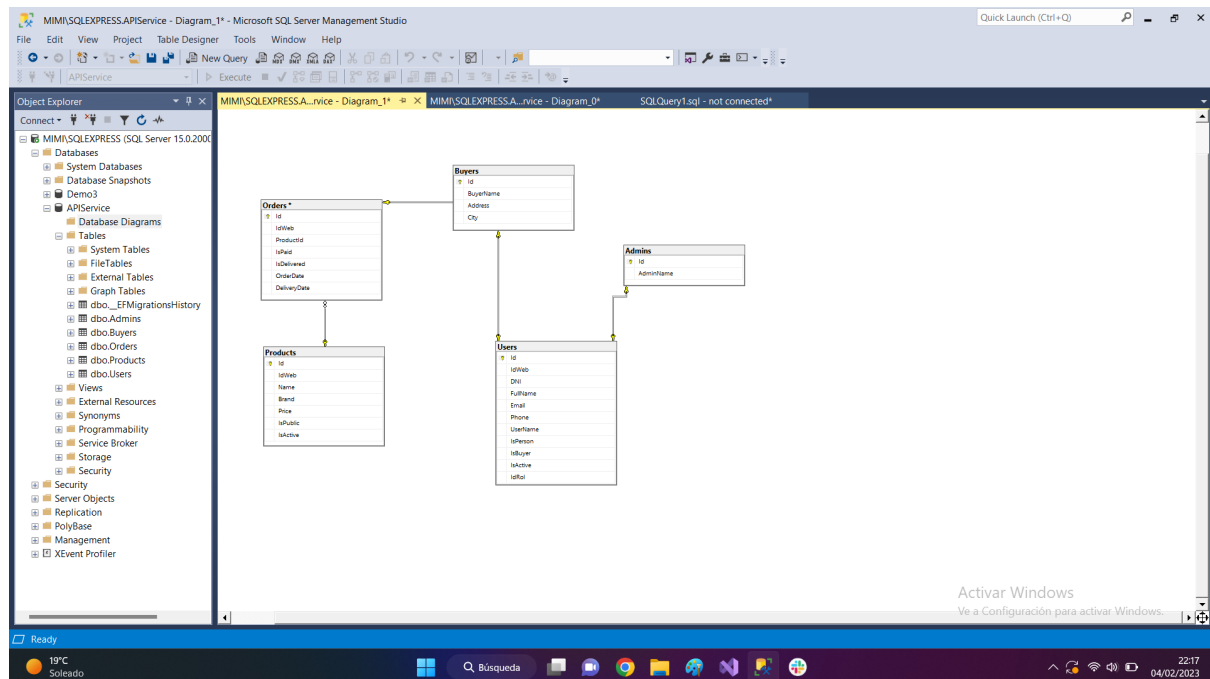 MIMI\SQLEXPRESS.APIService - Diagram_1* - Microsoft SQL Server Management Studio
Quick Launch (Ctrl+Q)
File Edit View Project Table Designer Tools Window Help
New Query
APIService Execute
Object Explorer
MIMI\SQLEXPRESS.A...rvice - Diagram_1* MIMI\SQLEXPRESS.A...rvice - Diagram_0* SQLQuery1.sql - not connected*
Connect
MIMI\SQLEXPRESS (SQL Server 15.0.2000
Databases
System Databases
Database Snapshots
Demo3
APIService
Database Diagrams
Tables
System Tables
FileTables
External Tables
Graph Tables
dbo.__EFMigrationsHistory
dbo.Admins
dbo.Buyers
dbo.Orders
dbo.Products
dbo.Users
Views
External Resources
Synonyms
Programmability
Service Broker
Storage
Security
Security
Server Objects
Replication
PolyBase
Management
XEvent Profiler
Buyers
Id
BuyerName
Address
City
Orders *
Id
IdWeb
ProductId
IsPaid
IsDelivered
OrderDate
DeliveryDate
Admins
Id
AdminName
Products
Id
IdWeb
Name
Brand
Price
IsPublic
IsActive
Users
Id
IdWeb
DNI
FullName
Email
Phone
UserName
IsPerson
IsBuyer
IsActive
IdRol
Activar Windows
Ve a Configuración para activar Windows.
Ready
19°C
Soleado
Búsqueda
22:17
04/02/2023